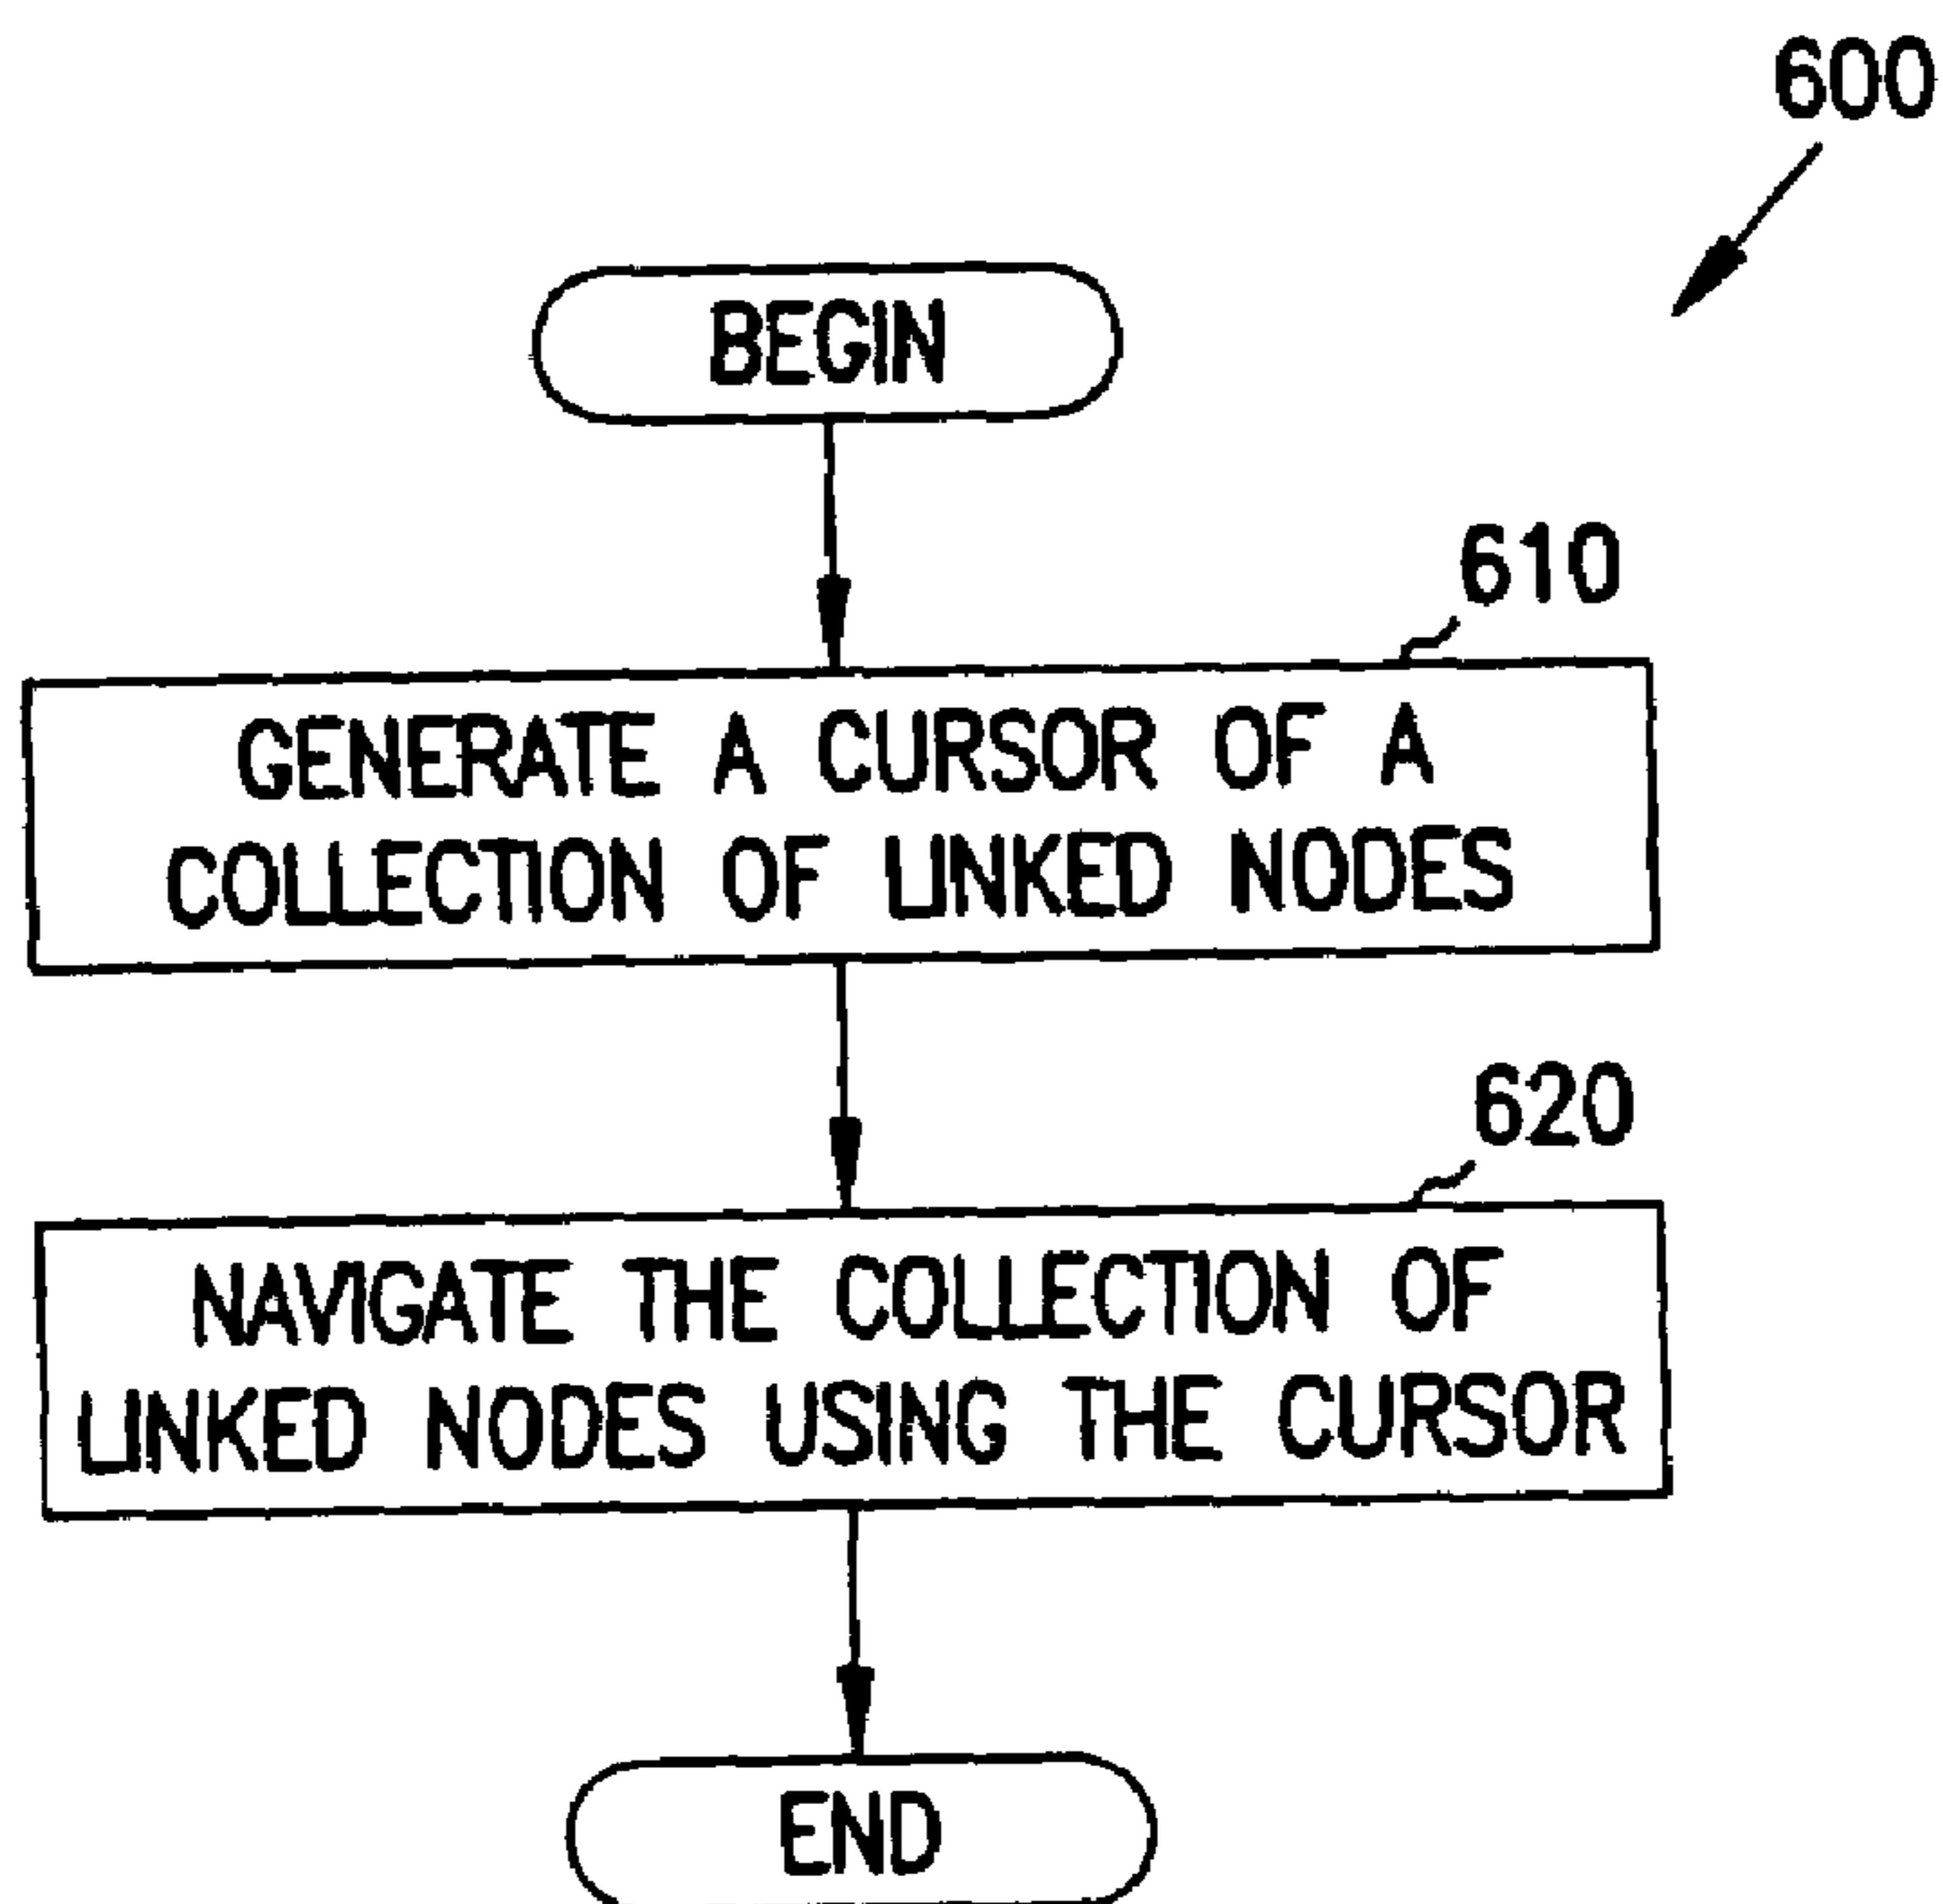 600
BEGIN
610
GENERATE A CURSOR OF A
COLLECTION OF LINKED NODES
620
NAVIGATE THE COLLECTION OF
LINKED NODES USING THE CURSOR
END